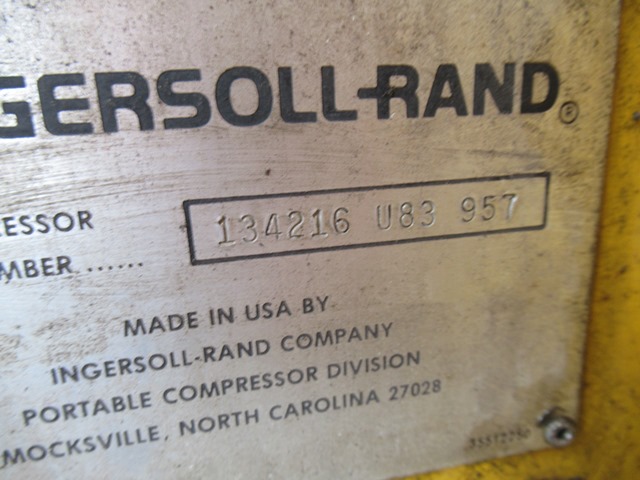 GERSOLL-RAND®
ESSOR
MBER ...... 134216 U83 957
MADE IN USA BY
INGERSOLL-RAND COMPANY
PORTABLE COMPRESSOR DIVISION
MOCKSVILLE, NORTH CAROLINA 27028